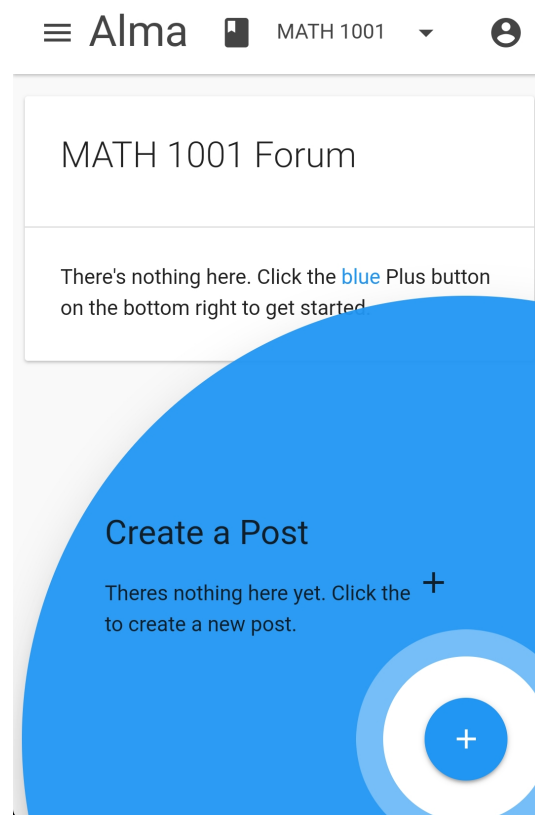 Alma MATH 1001
MATH 1001 Forum
There's nothing here. Click the blue Plus button
on the bottom right to get started.
Create a Post
Theres nothing here yet. Click the +
to create a new post.
+